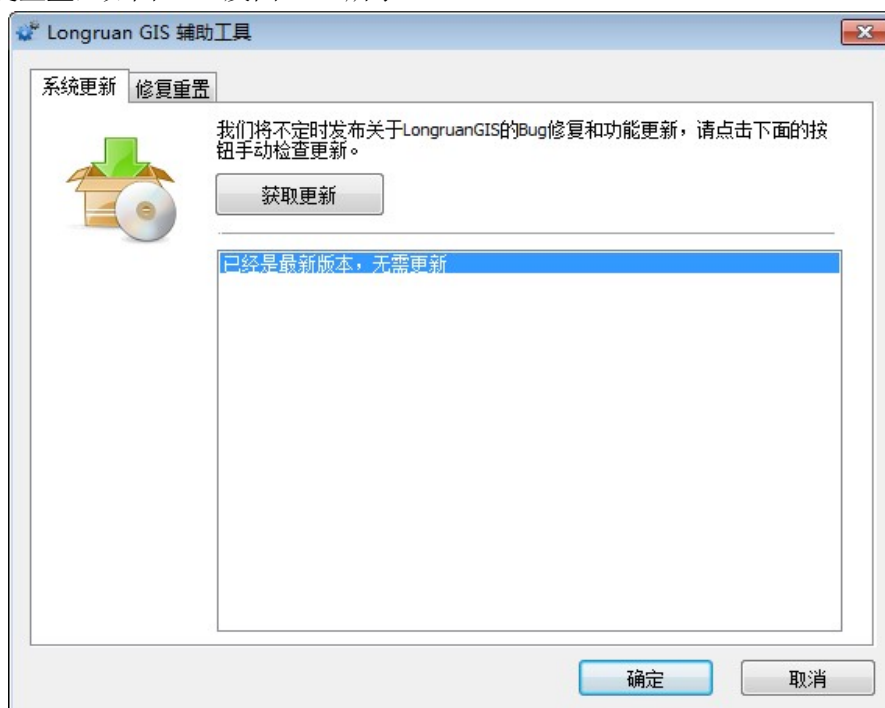 Longruan GIS 辅助工具
系统更新
修复重置
我们将不定时发布关于LongruanGIS的Bug修复和功能更新，请点击下面的按
钮手动检查更新。
获取更新
已经是最新版本，无需更新
确定
取消